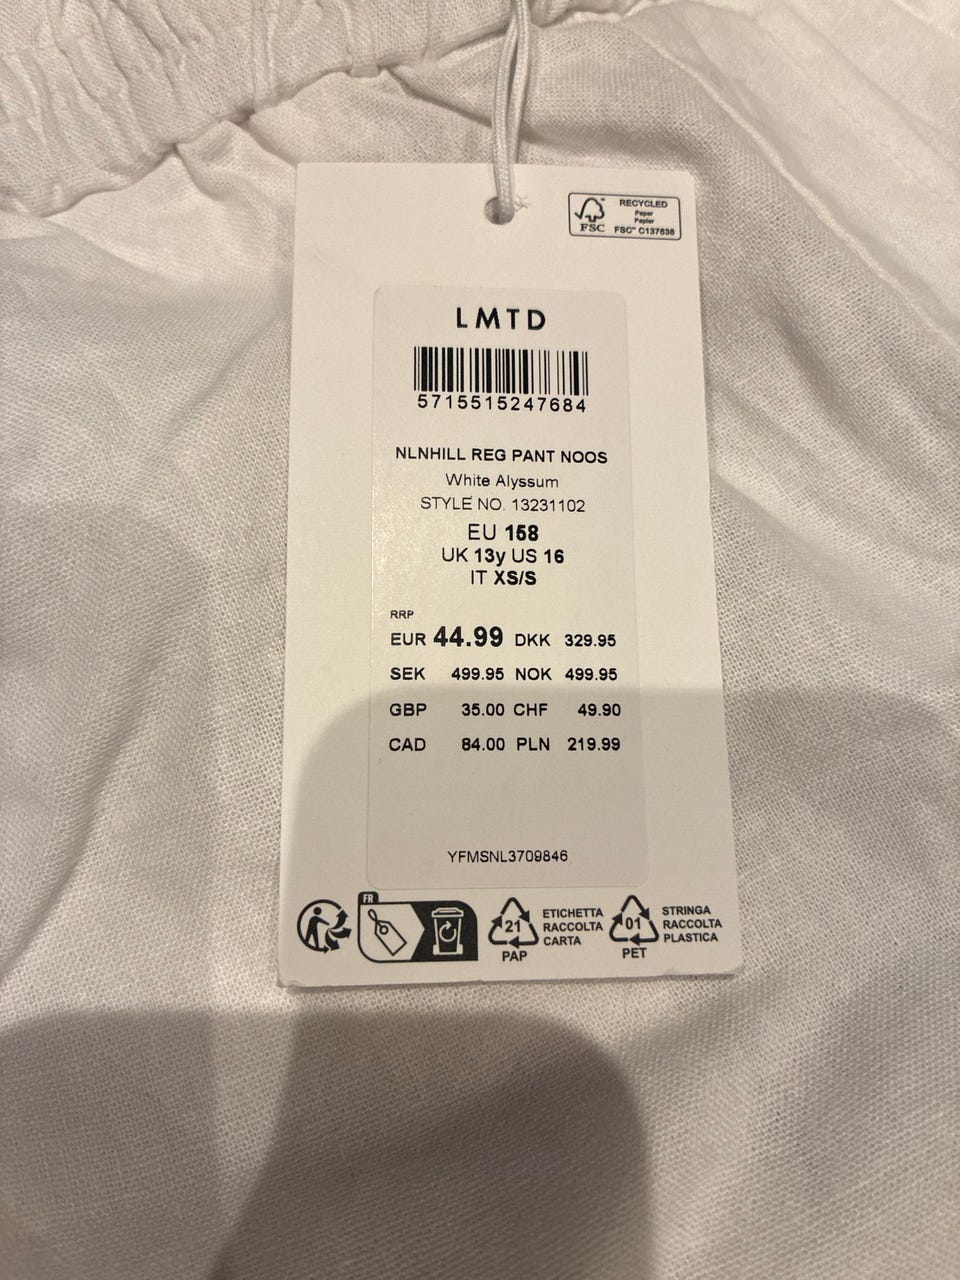 RECYCLED
Paper
Papier
FSC™ C137638
FSC
LMTD
5715515247684
NLNHILL REG PANT NOOS
White Alyssum
STYLE NO. 13231102
EU 158
UK 13y US 16
IT XS/S
RRP
EUR 44.99 DKK 329.95
SEK 499.95 NOK 499.95
GBP 35.00 CHF 49.90
CAD 84.00 PLN 219.99
YFMSNL3709846
FR
21
PAP
ETICHETTA
RACCOLTA
CARTA
01
PET
STRINGA
RACCOLTA
PLASTICA